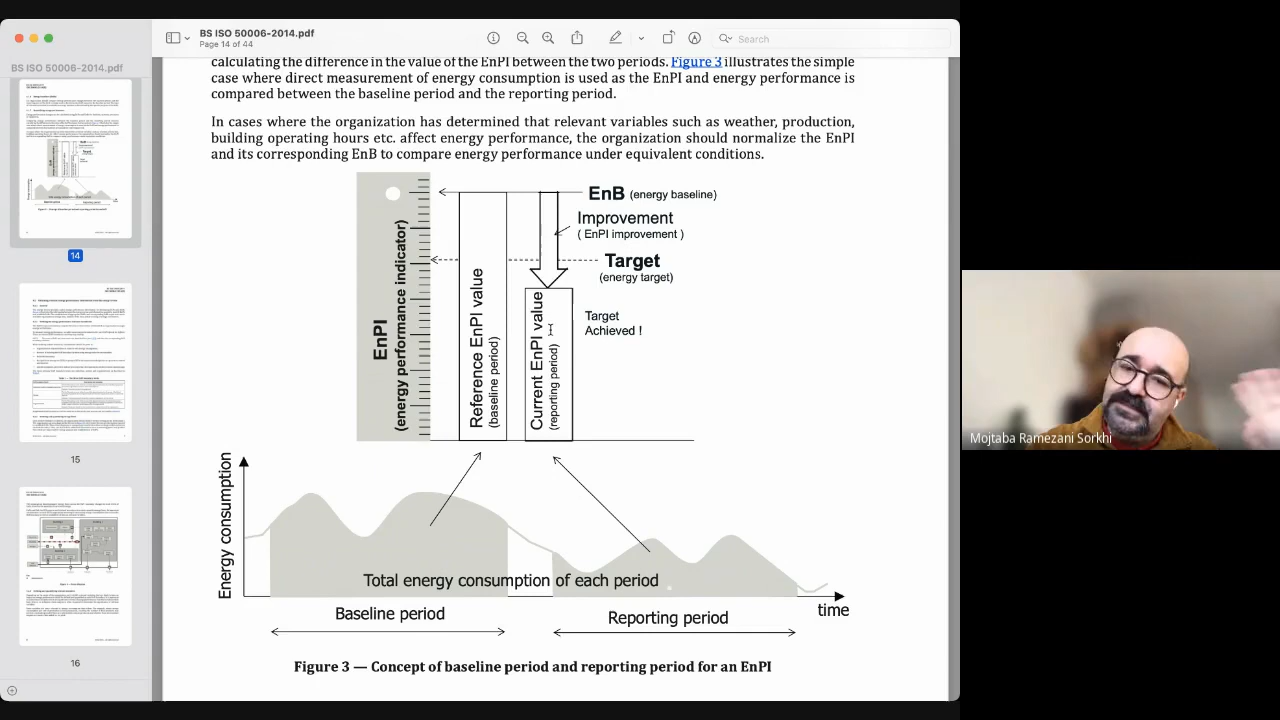 BS ISO 50006-2014.pdf
Page 14 of 44
Search
BS ISO 50006-2014.pdf
14
15
16
calculating the difference in the value of the EnPI between the two periods. Figure 3 illustrates the simple
case where direct measurement of energy consumption is used as the EnPI and energy performance is
compared between the baseline period and the reporting period.
In cases where the organization has determined that relevant variables such as weather, production,
building operating hours etc. affect energy performance, the organization should normalize the EnPI
and its corresponding EnB to compare energy performance under equivalent conditions.
EnPI
(energy performance indicator)
Reference EnPI value
(baseline period)
Current EnPI value
(reporting period)
EnB (energy baseline)
Improvement
( EnPI improvement )
Target
(energy target)
Target
Achieved !
Energy consumption
Total energy consumption of each period
Baseline period
Reporting period
time
Figure 3 — Concept of baseline period and reporting period for an EnPI
Mojtaba Ramezani Sorkhi